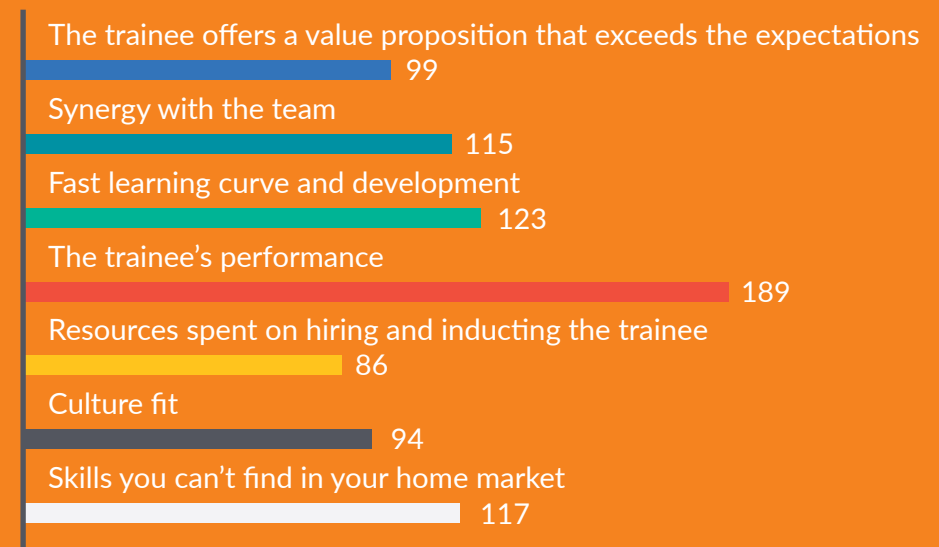 The trainee offers a value proposition that exceeds the expectations
99
Synergy with the team
115
Fast learning curve and development
123
The trainee’s performance
189
Resources spent on hiring and inducting the trainee
86
Culture fit
94
Skills you can’t find in your home market
117